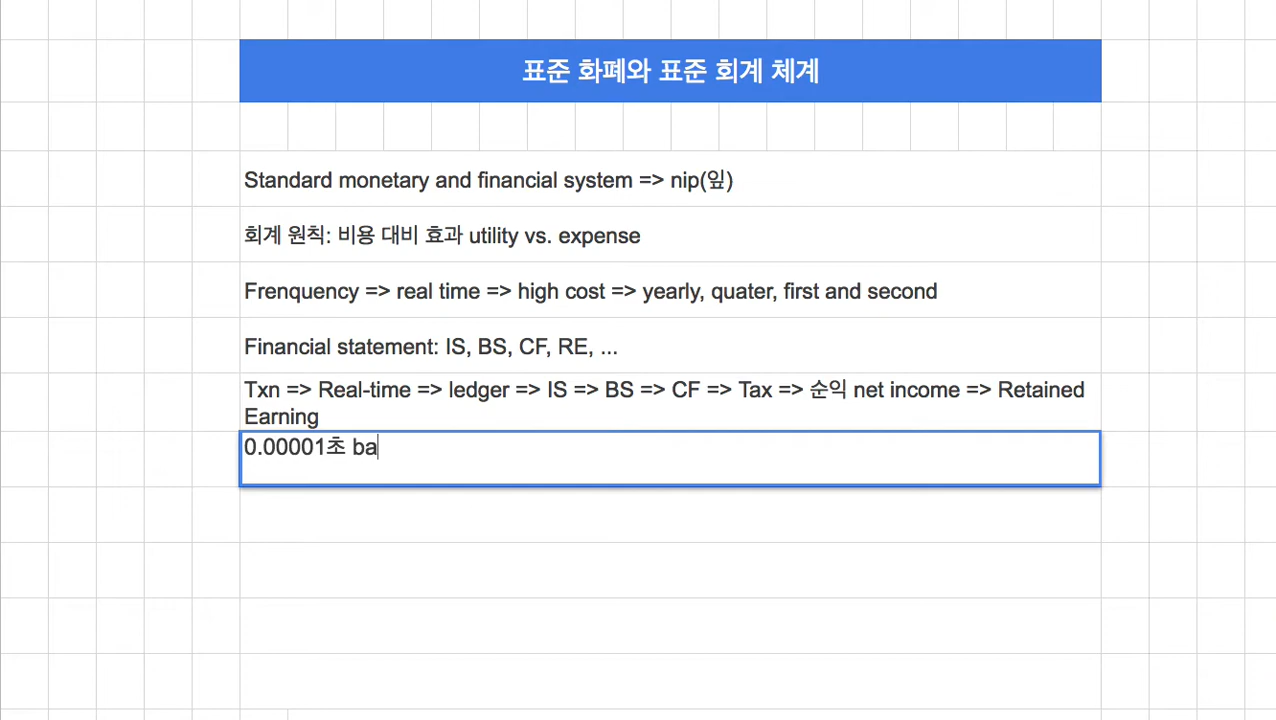 표준 화폐와 표준 회계 체계
Standard monetary and financial system => nip(잎)
회계 원칙: 비용 대비 효과 utility vs. expense
Frenquency => real time => high cost => yearly, quater, first and second
Financial statement: IS, BS, CF, RE, ...
Txn => Real-time => ledger => IS => BS => CF => Tax => 순익 net income => Retained
Earning
0.00001초 ba